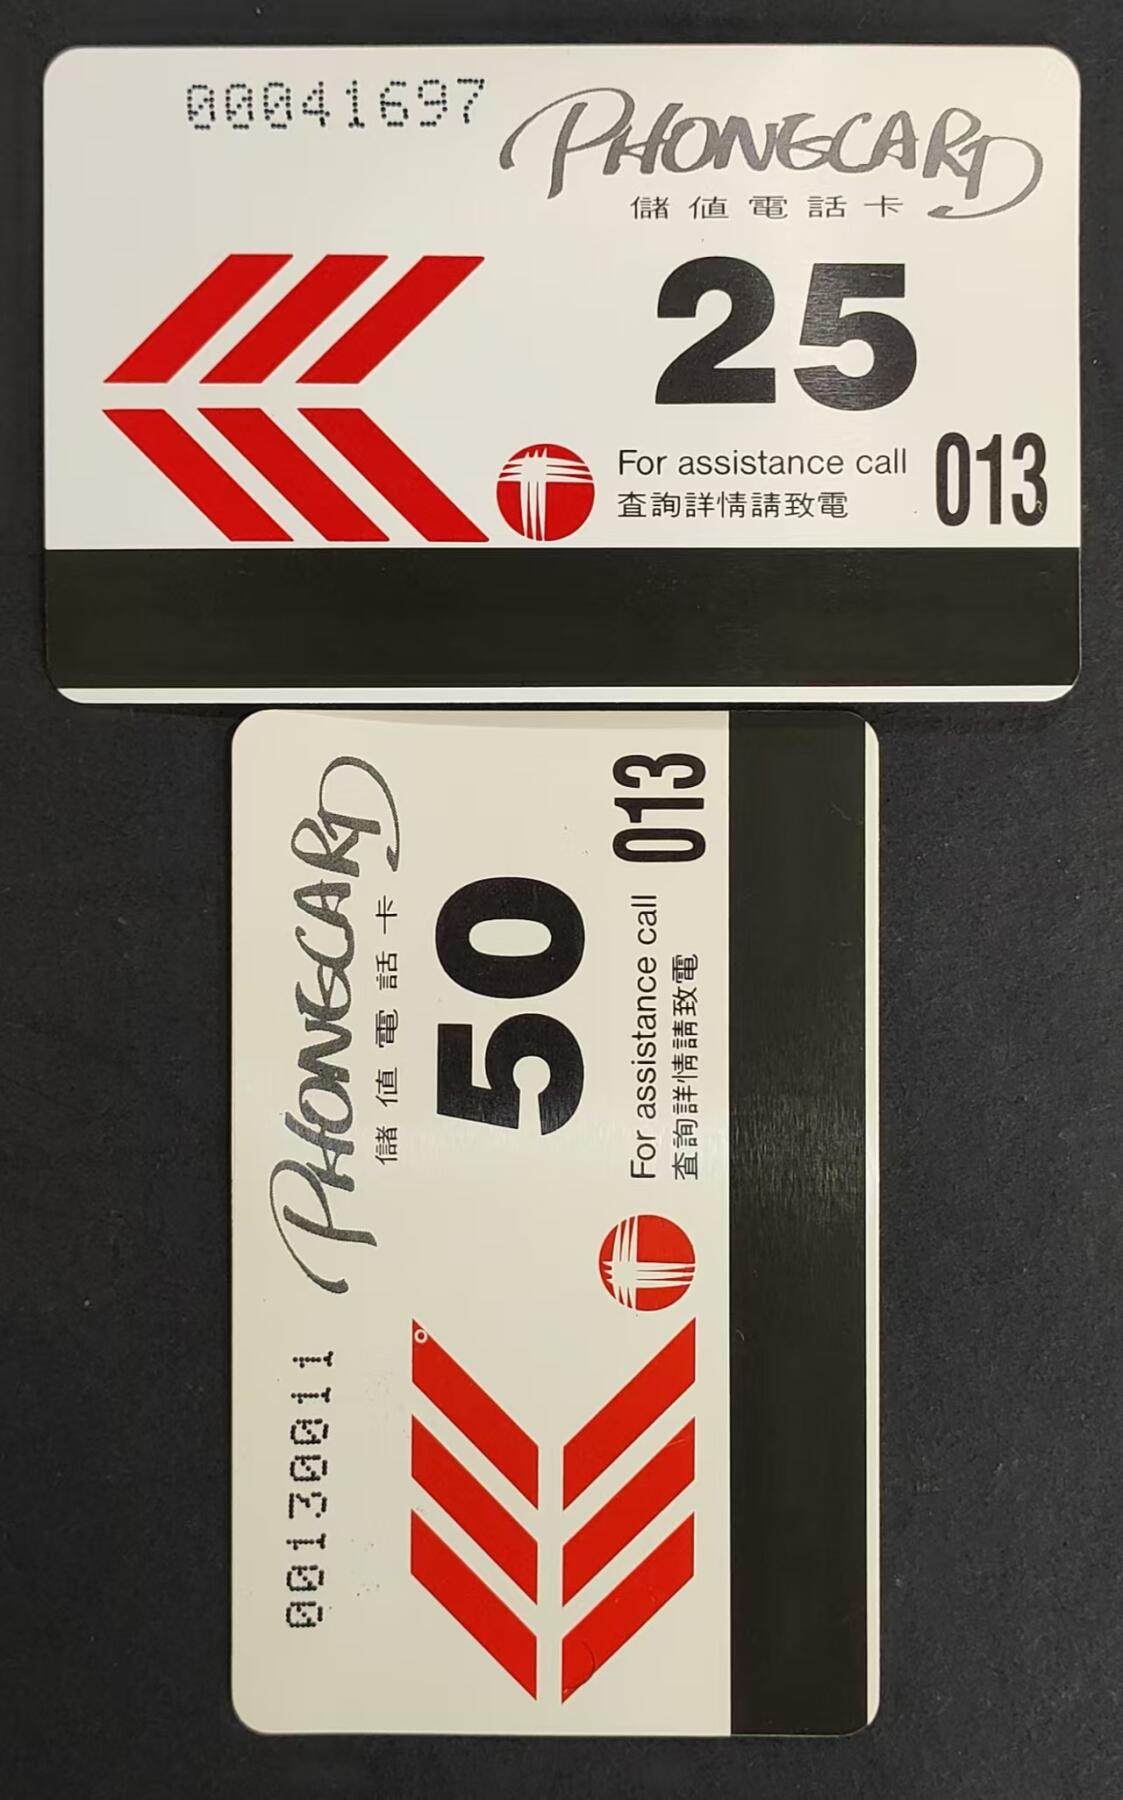 00041697
PHONECARD
儲值電話卡
25
For assistance call
查詢詳情請致電
013
00130011
PHONECARD
儲值電話卡
50
For assistance call
查詢詳情請致電
013